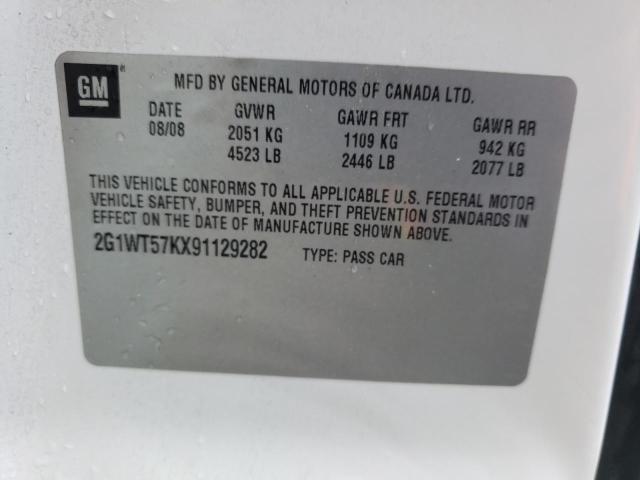 GM
MFD BY GENERAL MOTORS OF CANADA LTD.
DATE GVWR GAWR FRT GAWR RR
08/08 2051 KG 1109 KG 942 KG
4523 LB 2446 LB 2077 LB
THIS VEHICLE CONFORMS TO ALL APPLICABLE U.S. FEDERAL MOTOR
VEHICLE SAFETY, BUMPER, AND THEFT PREVENTION STANDARDS IN
EFFECT ON THE DATE OF MANUFACTURE SHOWN ABOVE.
2G1WT57KX91129282 TYPE: PASS CAR